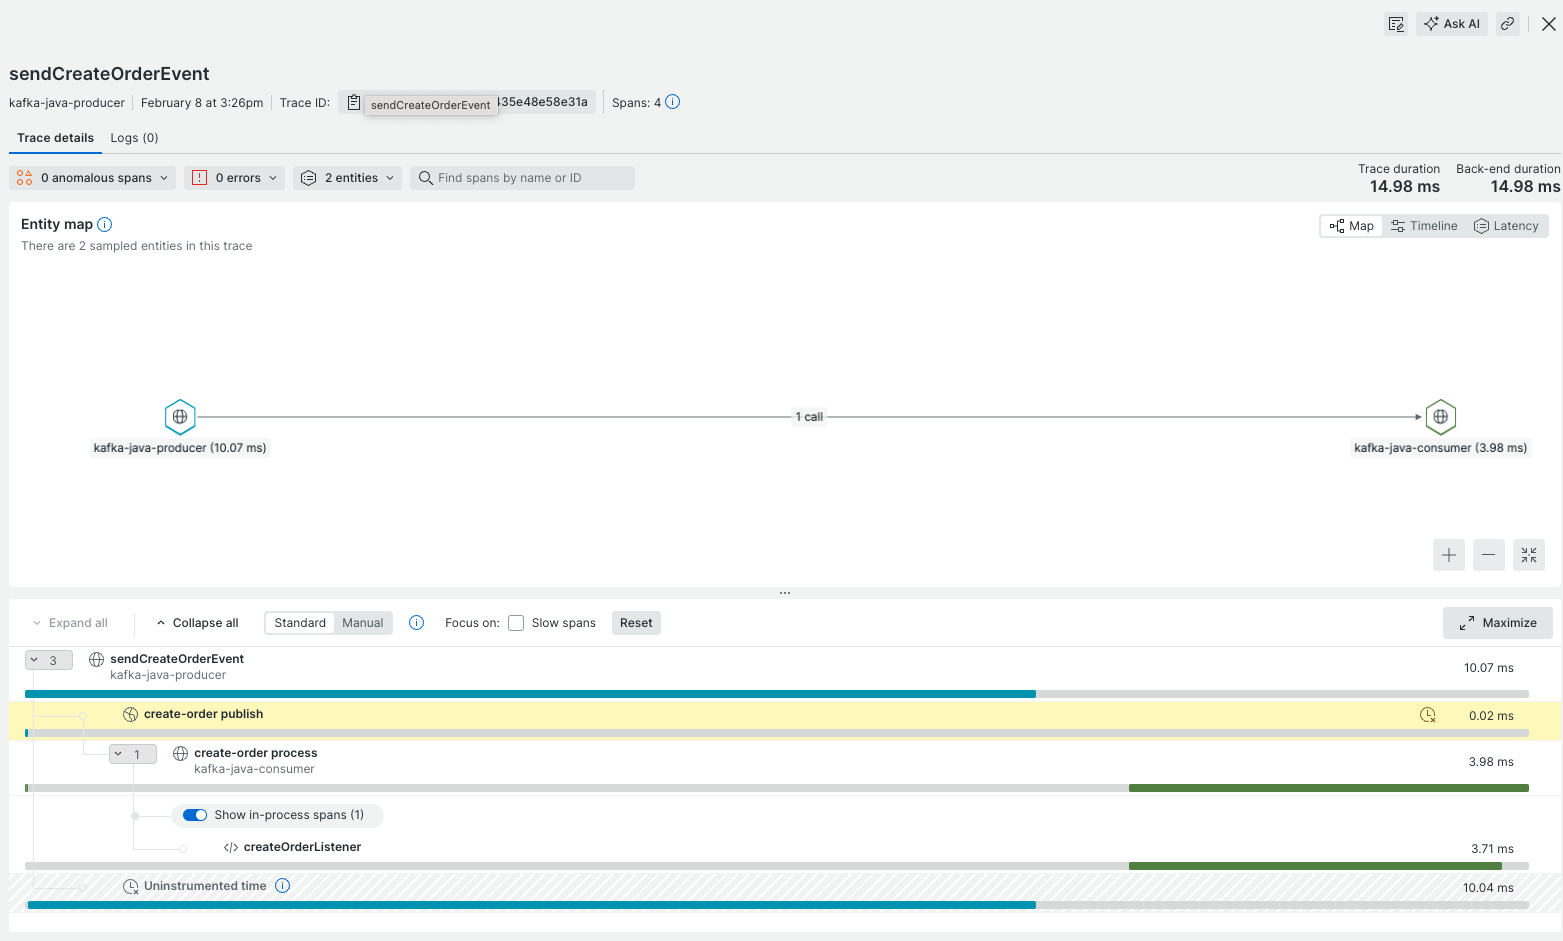 Ask AI
sendCreateOrderEvent
kafka-java-producer February 8 at 3:26pm Trace ID: sendCreateOrderEvent 435e48e58e31a Spans: 4
Trace details Logs (0)
0 anomalous spans 0 errors 2 entities Find spans by name or ID
Trace duration Back-end duration
14.98 ms 14.98 ms
Entity map
There are 2 sampled entities in this trace
Map Timeline Latency
1 call
kafka-java-producer (10.07 ms) kafka-java-consumer (3.98 ms)
Expand all Collapse all Standard Manual Focus on: Slow spans Reset Maximize
3 sendCreateOrderEvent
kafka-java-producer
10.07 ms
create-order publish 0.02 ms
1 create-order process
kafka-java-consumer
3.98 ms
Show in-process spans (1)
</> createOrderListener 3.71 ms
Uninstrumented time 10.04 ms